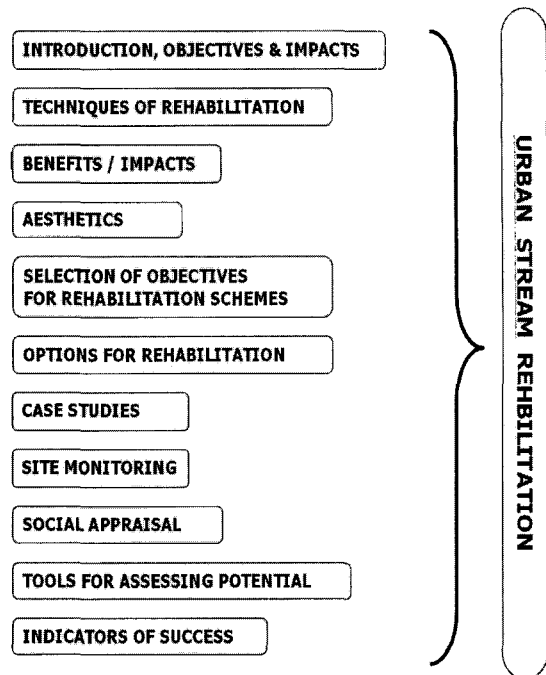 INTRODUCTION, OBJECTIVES & IMPACTS
TECHNIQUES OF REHABILITATION
BENEFITS / IMPACTS
AESTHETICS
SELECTION OF OBJECTIVES
FOR REHABILITATION SCHEMES
OPTIONS FOR REHABILITATION
CASE STUDIES
SITE MONITORING
SOCIAL APPRAISAL
TOOLS FOR ASSESSING POTENTIAL
INDICATORS OF SUCCESS
URBAN STREAM REHBILITATION